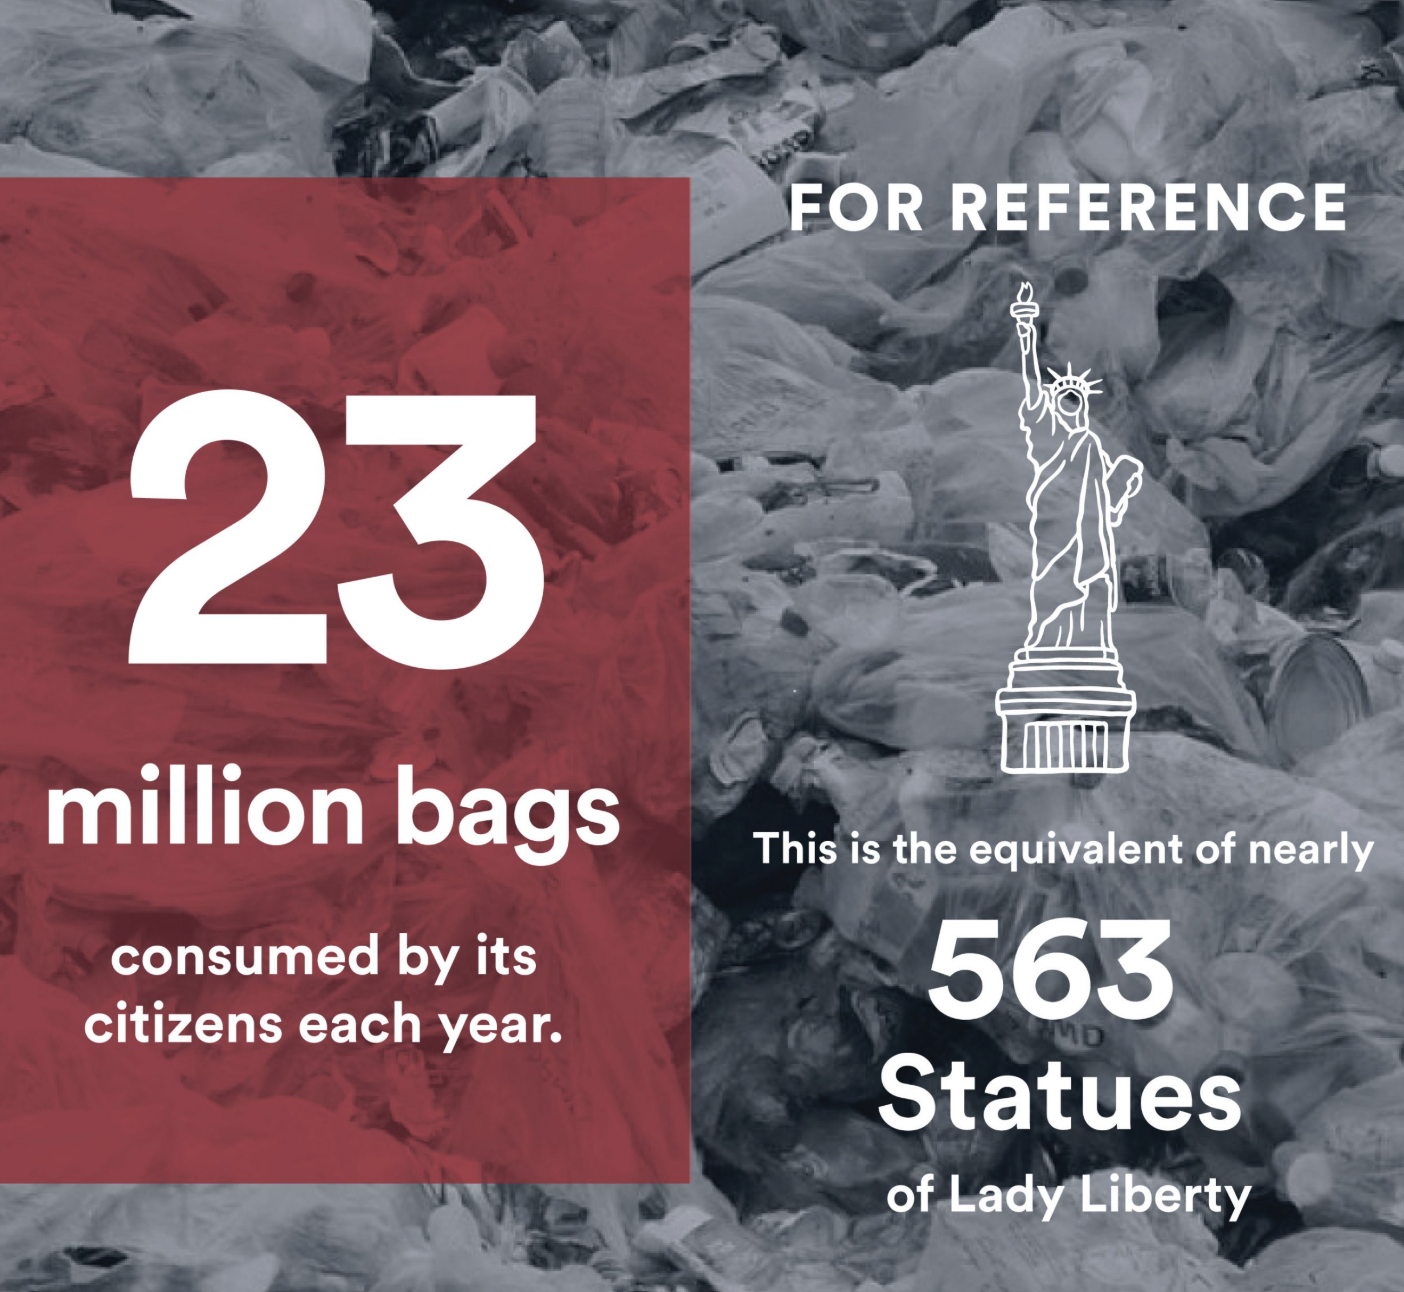 23
million bags
consumed by its
citizens each year.
FOR REFERENCE
This is the equivalent of nearly
563
Statues
of Lady Liberty